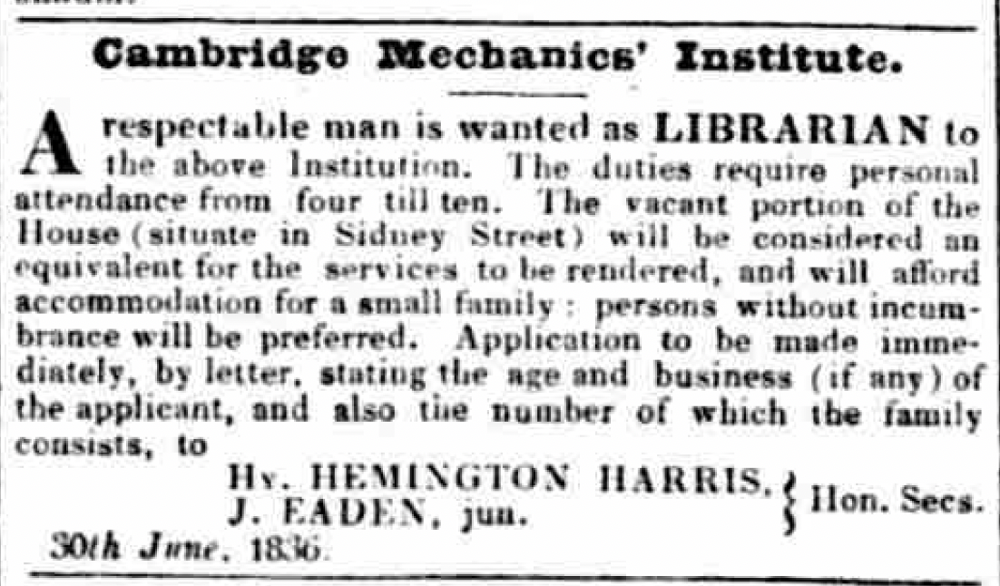 Cambridge Mechanics' Institute.
A respectable man is wanted as LIBRARIAN to
the above Institution. The duties require personal
attendance from four till ten. The vacant portion of the
House (situate in Sidney Street) will be considered an
equivalent for the services to be rendered, and will afford
accommodation for a small family : persons without incum-
brance will be preferred. Application to be made imme-
diately, by letter, stating the age and business (if any) of
the applicant, and also the number of which the family
consists, to
Hy. HEMINGTON HARRIS, } Hon. Secs.
J. EADEN, jun.
30th June, 1836.